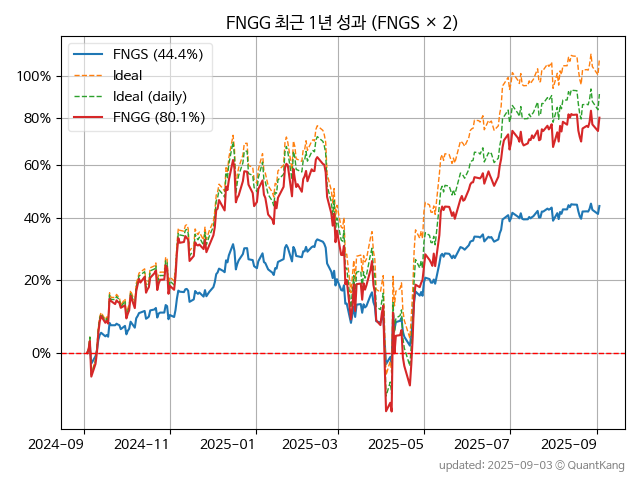 FNGG 최근 1년 성과 (FNGS × 2)
FNGS (44.4%)
Ideal
Ideal (daily)
FNGG (80.1%)
100%
80%
60%
40%
20%
0%
2024-09 2024-11 2025-01 2025-03 2025-05 2025-07 2025-09
updated: 2025-09-03 © QuantKang